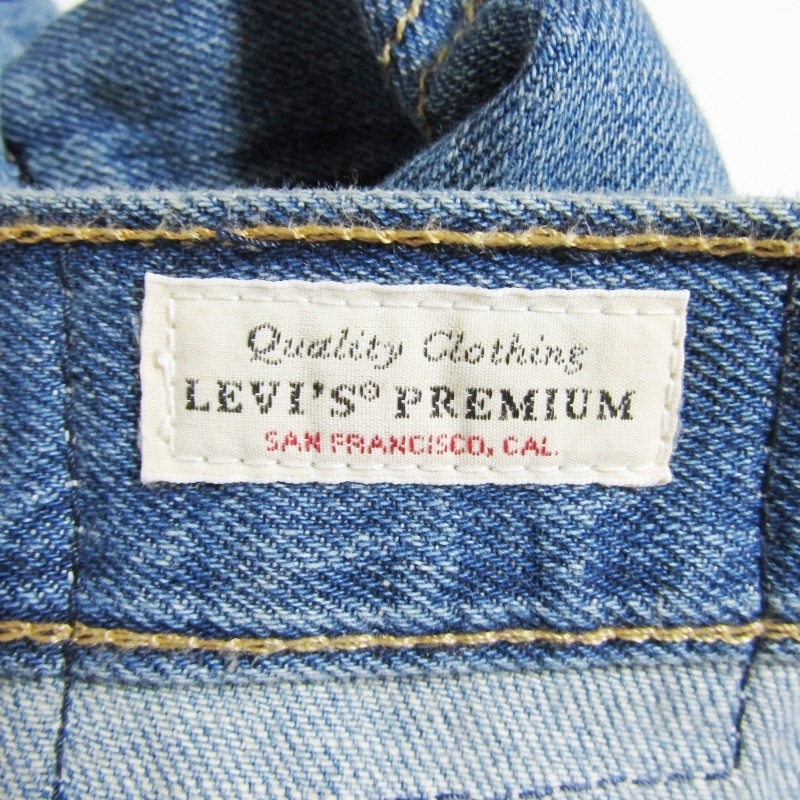 Quality Clothing
LEVI'S® PREMIUM
SAN FRANCISCO, CAL.